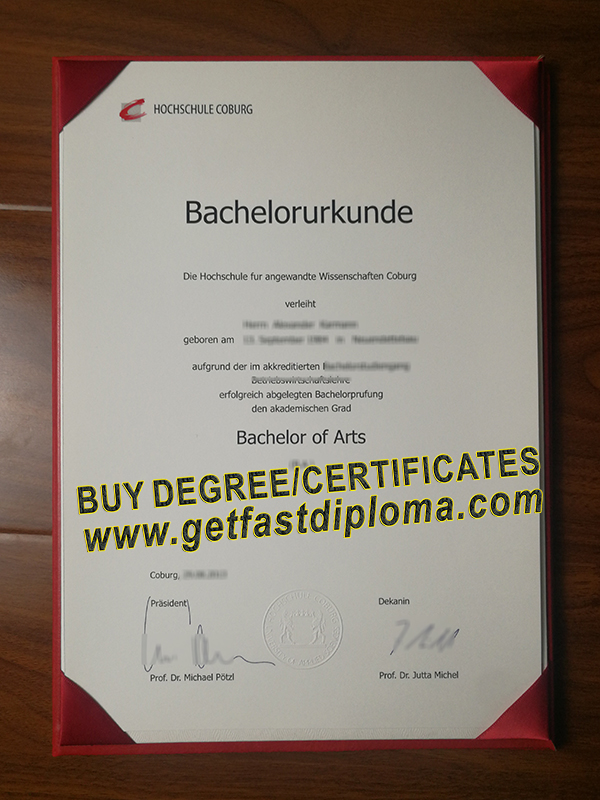 HOCHSCHULE COBURG
Bachelorurkunde
Die Hochschule fur angewandte Wissenschaften Coburg
verleiht
geboren am
aufgrund der im akkreditierten
Betriebswirtschaftslehre
erfolgreich abgelegten Bachelorprüfung
den akademischen Grad
Bachelor of Arts
BUY DEGREE/CERTIFICATES
www.getfastdiploma.com
Coburg,
Präsident
Dekanin
Prof. Dr. Michael Pötzl
Prof. Dr. Jutta Michel